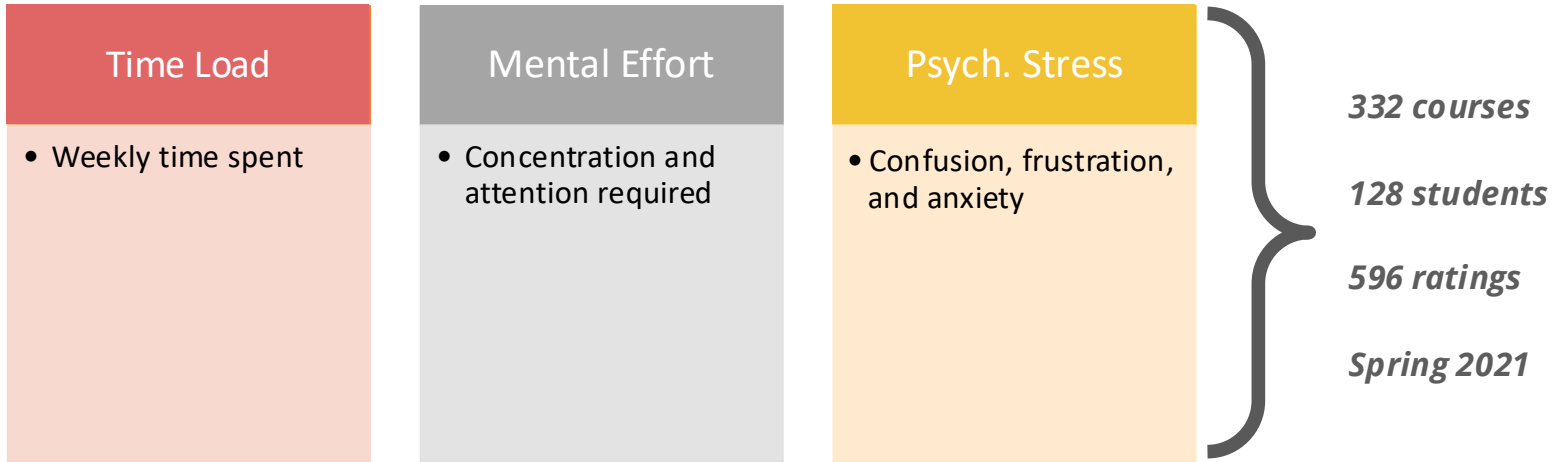 Time Load
• Weekly time spent
Mental Effort
• Concentration and
attention required
Psych. Stress
• Confusion, frustration,
and anxiety
332 courses
128 students
596 ratings
Spring 2021